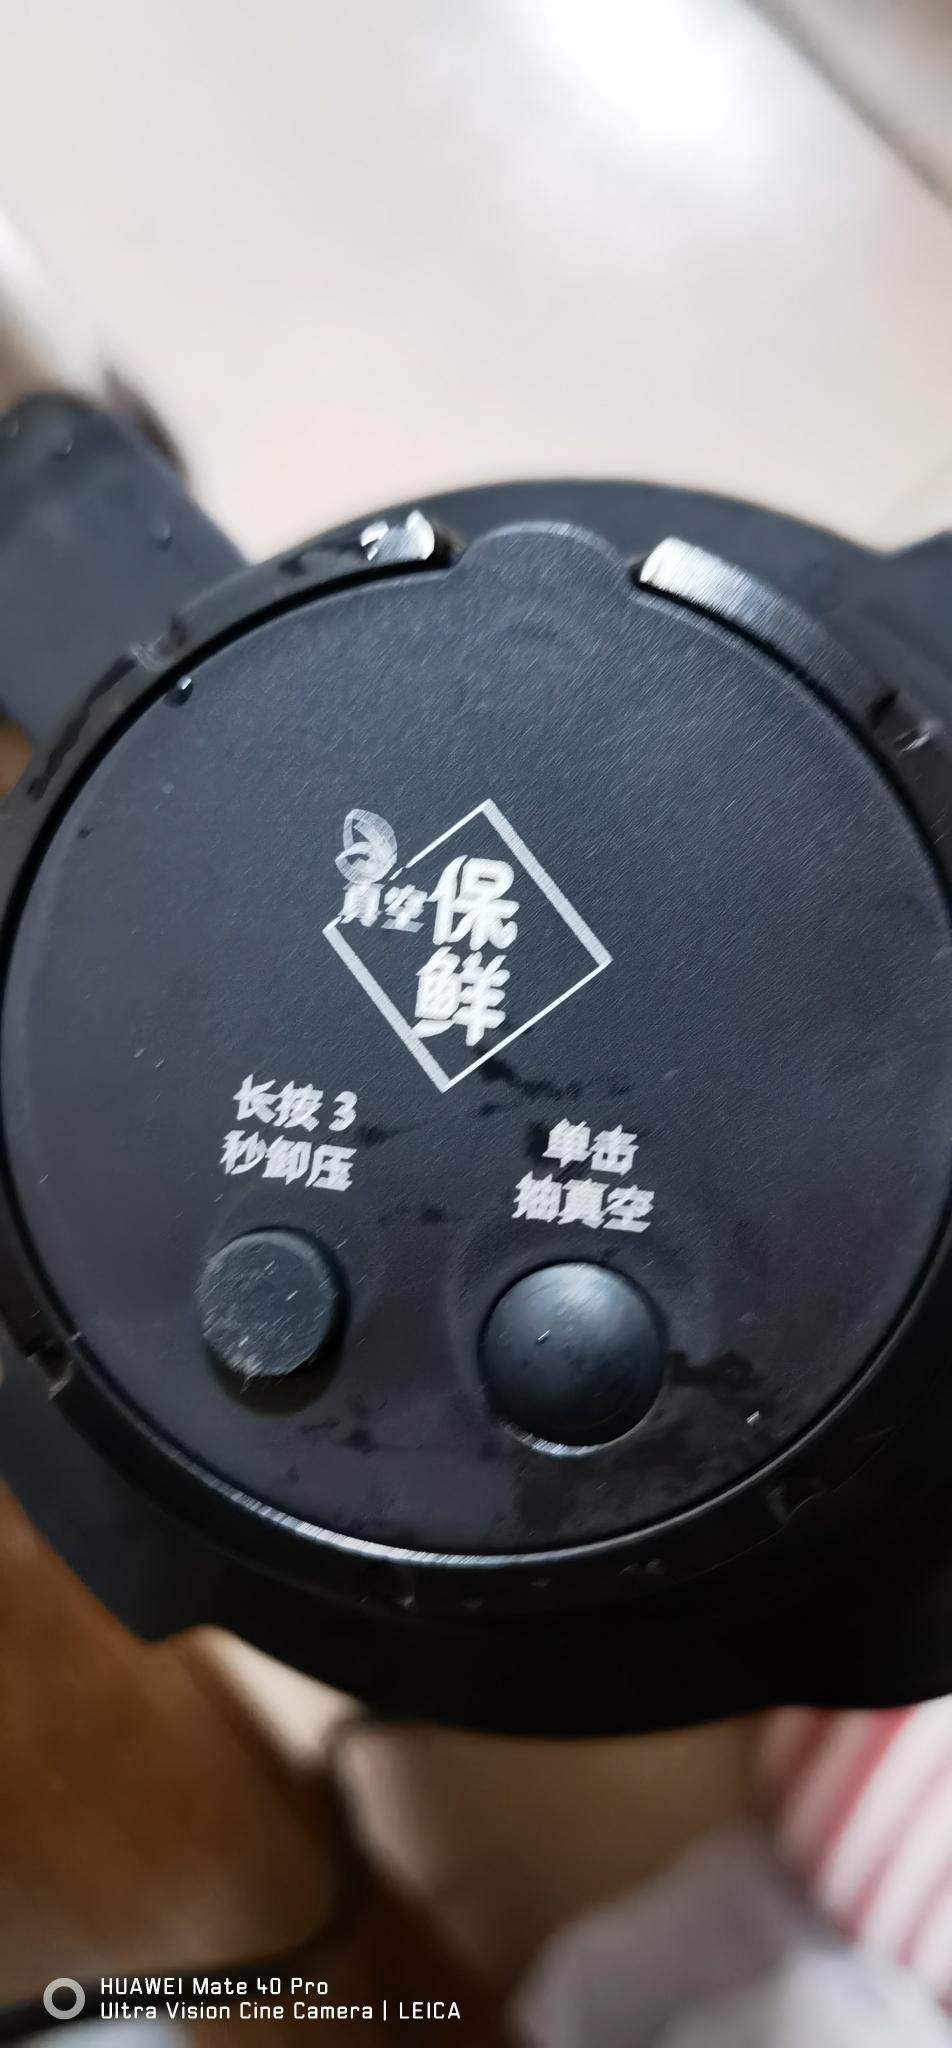 真空
保
鲜
长按3
秒卸压
单击
抽真空
HUAWEI Mate 40 Pro
Ultra Vision Cine Camera | LEICA